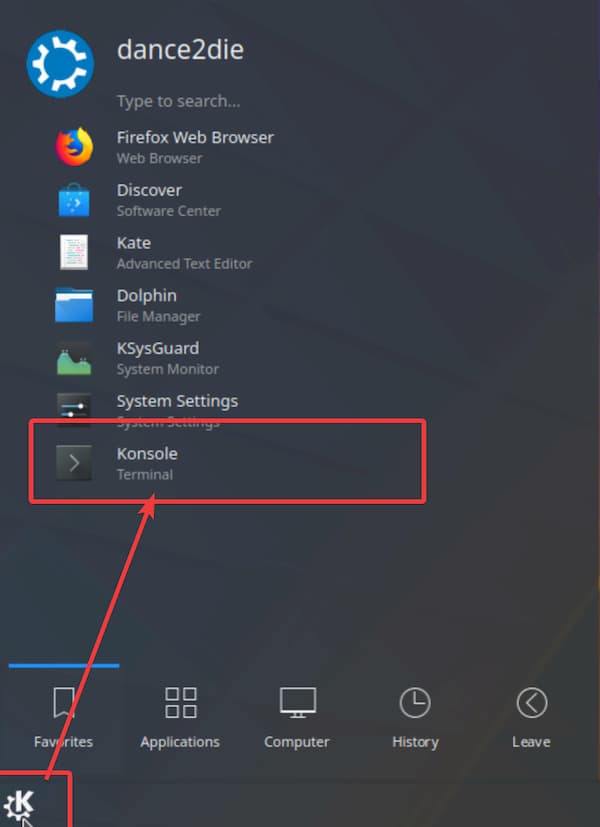 dance2die
Type to search...
Firefox Web Browser
Web Browser
Discover
Software Center
Kate
Advanced Text Editor
Dolphin
File Manager
KSysGuard
System Monitor
System Settings
System Settings
Konsole
Terminal
Favorites Applications Computer History Leave
K